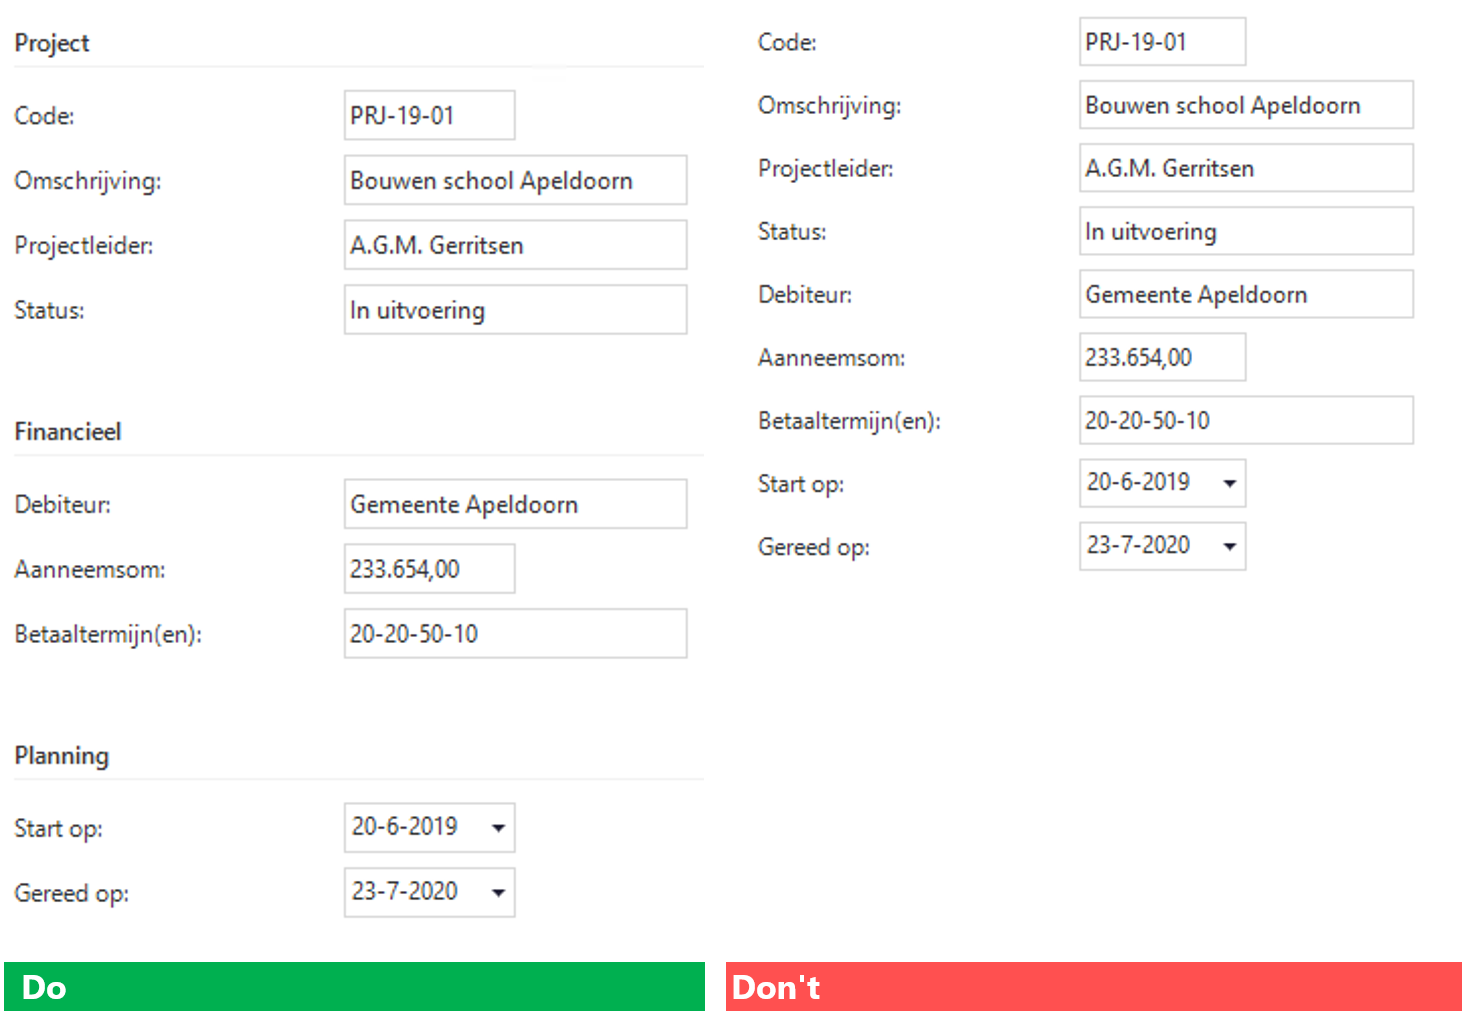 Project
Code: PRJ-19-01
Omschrijving: Bouwen school Apeldoorn
Projectleider: A.G.M. Gerritsen
Status: In uitvoering
Financieel
Debiteur: Gemeente Apeldoorn
Aanneemsom: 233.654,00
Betaaltermijn(en): 20-20-50-10
Planning
Start op: 20-6-2019
Gereed op: 23-7-2020
Do
Code: PRJ-19-01
Omschrijving: Bouwen school Apeldoorn
Projectleider: A.G.M. Gerritsen
Status: In uitvoering
Debiteur: Gemeente Apeldoorn
Aanneemsom: 233.654,00
Betaaltermijn(en): 20-20-50-10
Start op: 20-6-2019
Gereed op: 23-7-2020
Don't